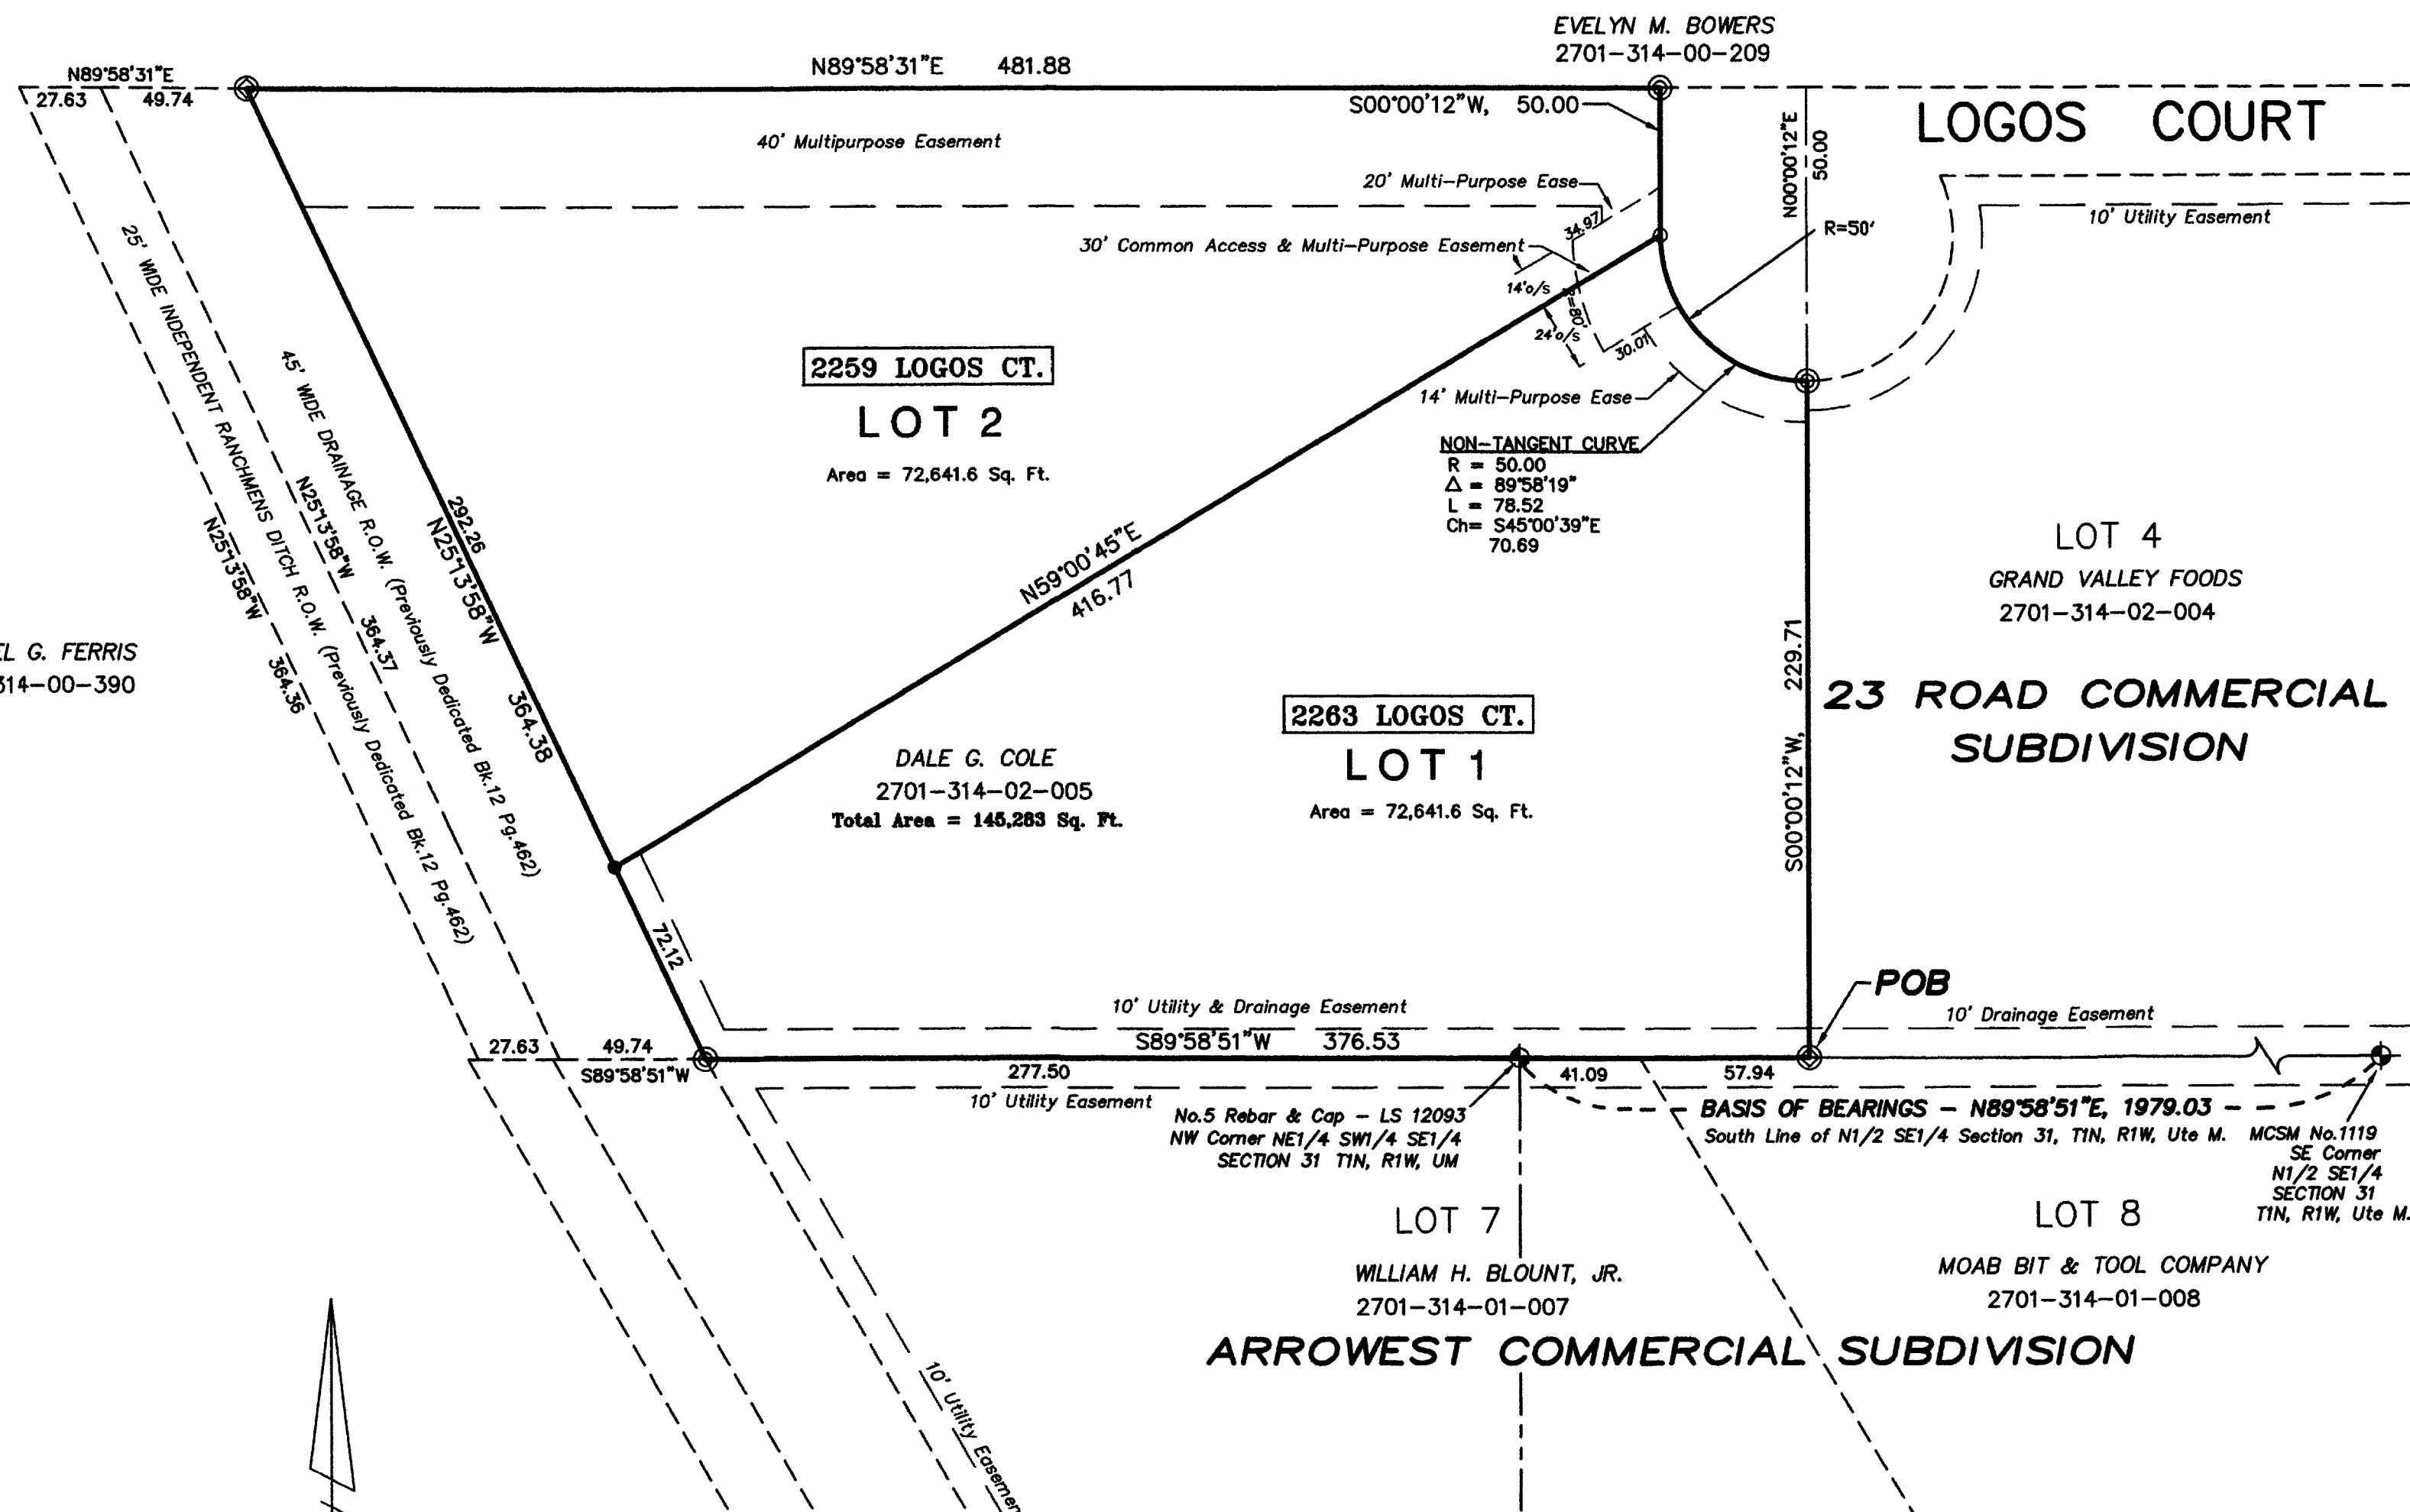 EVELYN M. BOWERS
2701-314-00-209
N89°58'31"E
27.63 49.74
N89°58'31"E 481.88
S00°00'12"W, 50.00
LOGOS COURT
N00°00'12"E
50.00
40' Multipurpose Easement
20' Multi-Purpose Ease
34.97
30' Common Access & Multi-Purpose Easement
14'o/s
24'o/s
30.01
R=50'
10' Utility Easement
14' Multi-Purpose Ease
NON-TANGENT CURVE
R = 50.00
Δ = 89°58'19"
L = 78.52
Ch= S45°00'39"E
70.69
2259 LOGOS CT.
LOT 2
Area = 72,641.6 Sq. Ft.
25' WIDE INDEPENDENT RANCHMENS DITCH R.O.W. (Previously Dedicated Bk.12 Pg.462)
45' WIDE DRAINAGE R.O.W. (Previously Dedicated Bk.12 Pg.462)
N25°13'58"W
364.36
N25°13'58"W
364.37
292.26
N25°13'58"W
364.38
N59°00'45"E
416.77
LOT 4
GRAND VALLEY FOODS
2701-314-02-004
EL G. FERRIS
314-00-390
23 ROAD COMMERCIAL
SUBDIVISION
S00°00'12"W, 229.71
2263 LOGOS CT.
LOT 1
Area = 72,641.6 Sq. Ft.
DALE G. COLE
2701-314-02-005
Total Area = 145,283 Sq. Ft.
72.12
POB
10' Utility & Drainage Easement
10' Drainage Easement
S89°58'51"W 376.53
27.63 49.74
S89°58'51"W
277.50
41.09
57.94
10' Utility Easement
No.5 Rebar & Cap - LS 12093
NW Corner NE1/4 SW1/4 SE1/4
SECTION 31 T1N, R1W, UM
BASIS OF BEARINGS - N89°58'51"E, 1979.03
South Line of N1/2 SE1/4 Section 31, T1N, R1W, Ute M.
MCSM No.1119
SE Corner
N1/2 SE1/4
SECTION 31
T1N, R1W, Ute M.
LOT 7
WILLIAM H. BLOUNT, JR.
2701-314-01-007
LOT 8
MOAB BIT & TOOL COMPANY
2701-314-01-008
ARROWEST COMMERCIAL SUBDIVISION
10' Utility Easemen